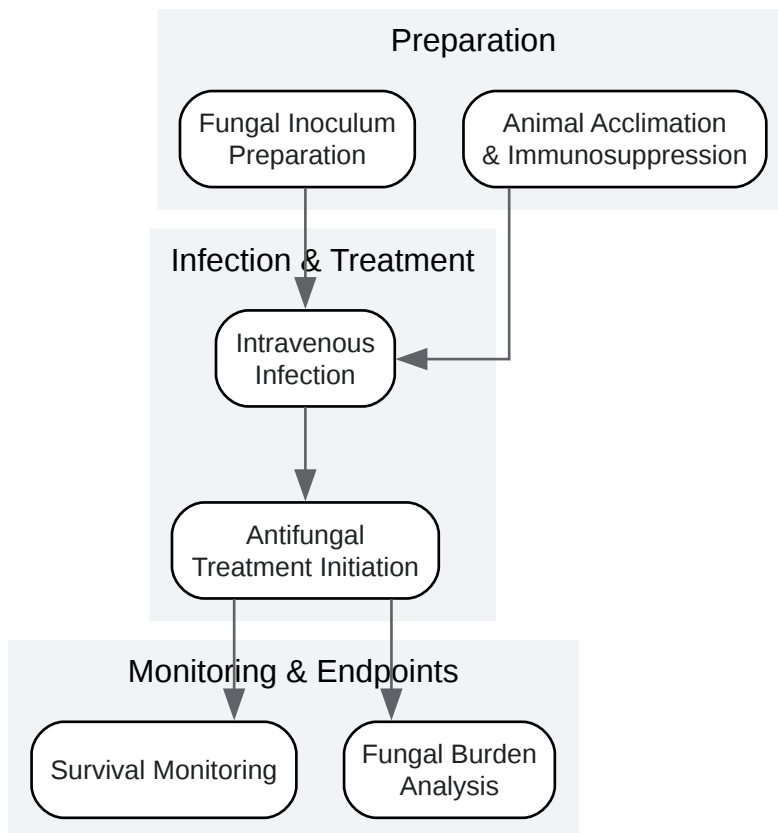 Preparation
Fungal Inoculum
Preparation
Animal Acclimation
& Immunosuppression
Infection & Treatment
Intravenous
Infection
Antifungal
Treatment Initiation
Monitoring & Endpoints
Survival Monitoring
Fungal Burden
Analysis